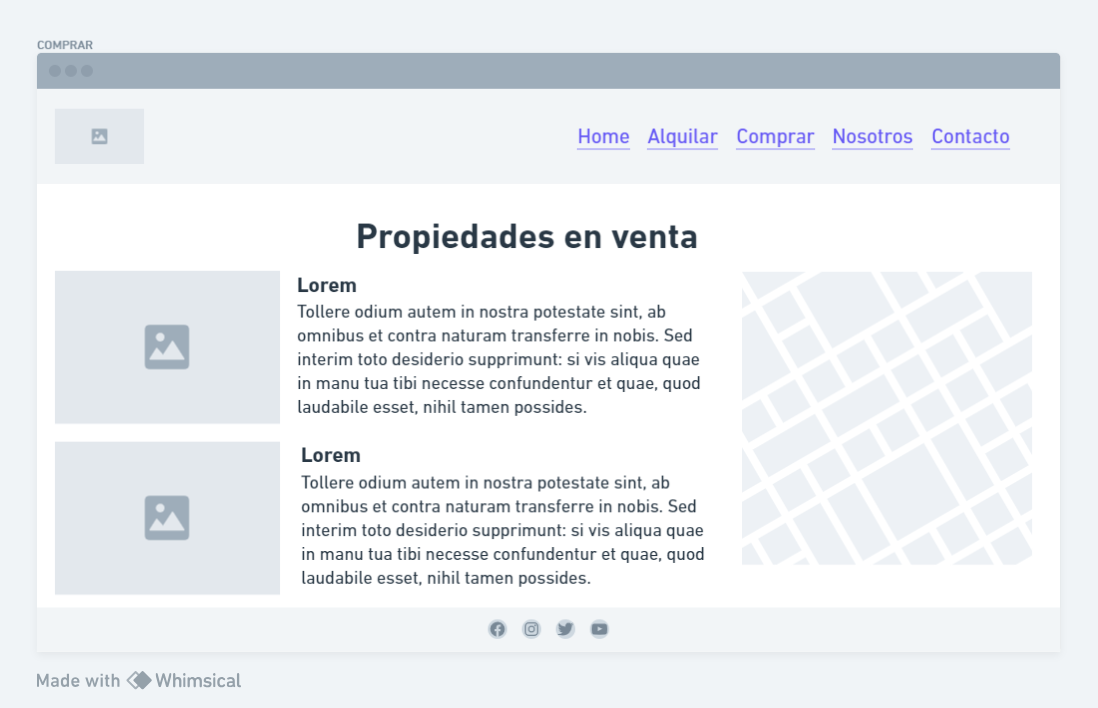 COMPRAR
Home Alquilar Comprar Nosotros Contacto
Propiedades en venta
Lorem
Tollere odium autem in nostra potestate sint, ab
omnibus et contra naturam transferre in nobis. Sed
interim toto desiderio supprimunt: si vis aliqua quae
in manu tua tibi necesse confundentur et quae, quod
laudabile esset, nihil tamen possides.
Lorem
Tollere odium autem in nostra potestate sint, ab
omnibus et contra naturam transferre in nobis. Sed
interim toto desiderio supprimunt: si vis aliqua quae
in manu tua tibi necesse confundentur et quae, quod
laudabile esset, nihil tamen possides.
Made with Whimsical